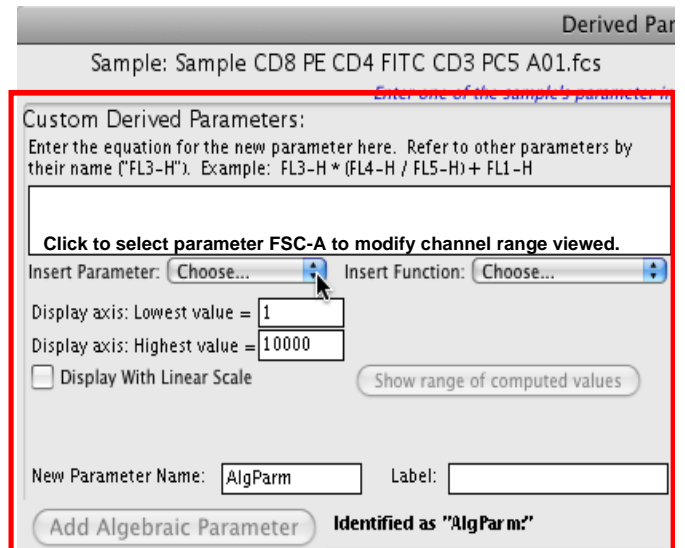 Derived Par
Sample: Sample CD8 PE CD4 FITC CD3 PC5 A01.fcs
Enter one of the sample's parameter in
Custom Derived Parameters:
Enter the equation for the new parameter here. Refer to other parameters by
their name ("FL3-H"). Example: FL3-H * (FL4-H / FL5-H) + FL1-H
Click to select parameter FSC-A to modify channel range viewed.
Insert Parameter: Choose... Insert Function: Choose...
Display axis: Lowest value = 1
Display axis: Highest value = 10000
Display With Linear Scale Show range of computed values
New Parameter Name: AlgParm Label:
Add Algebraic Parameter Identified as "AlgParm:"